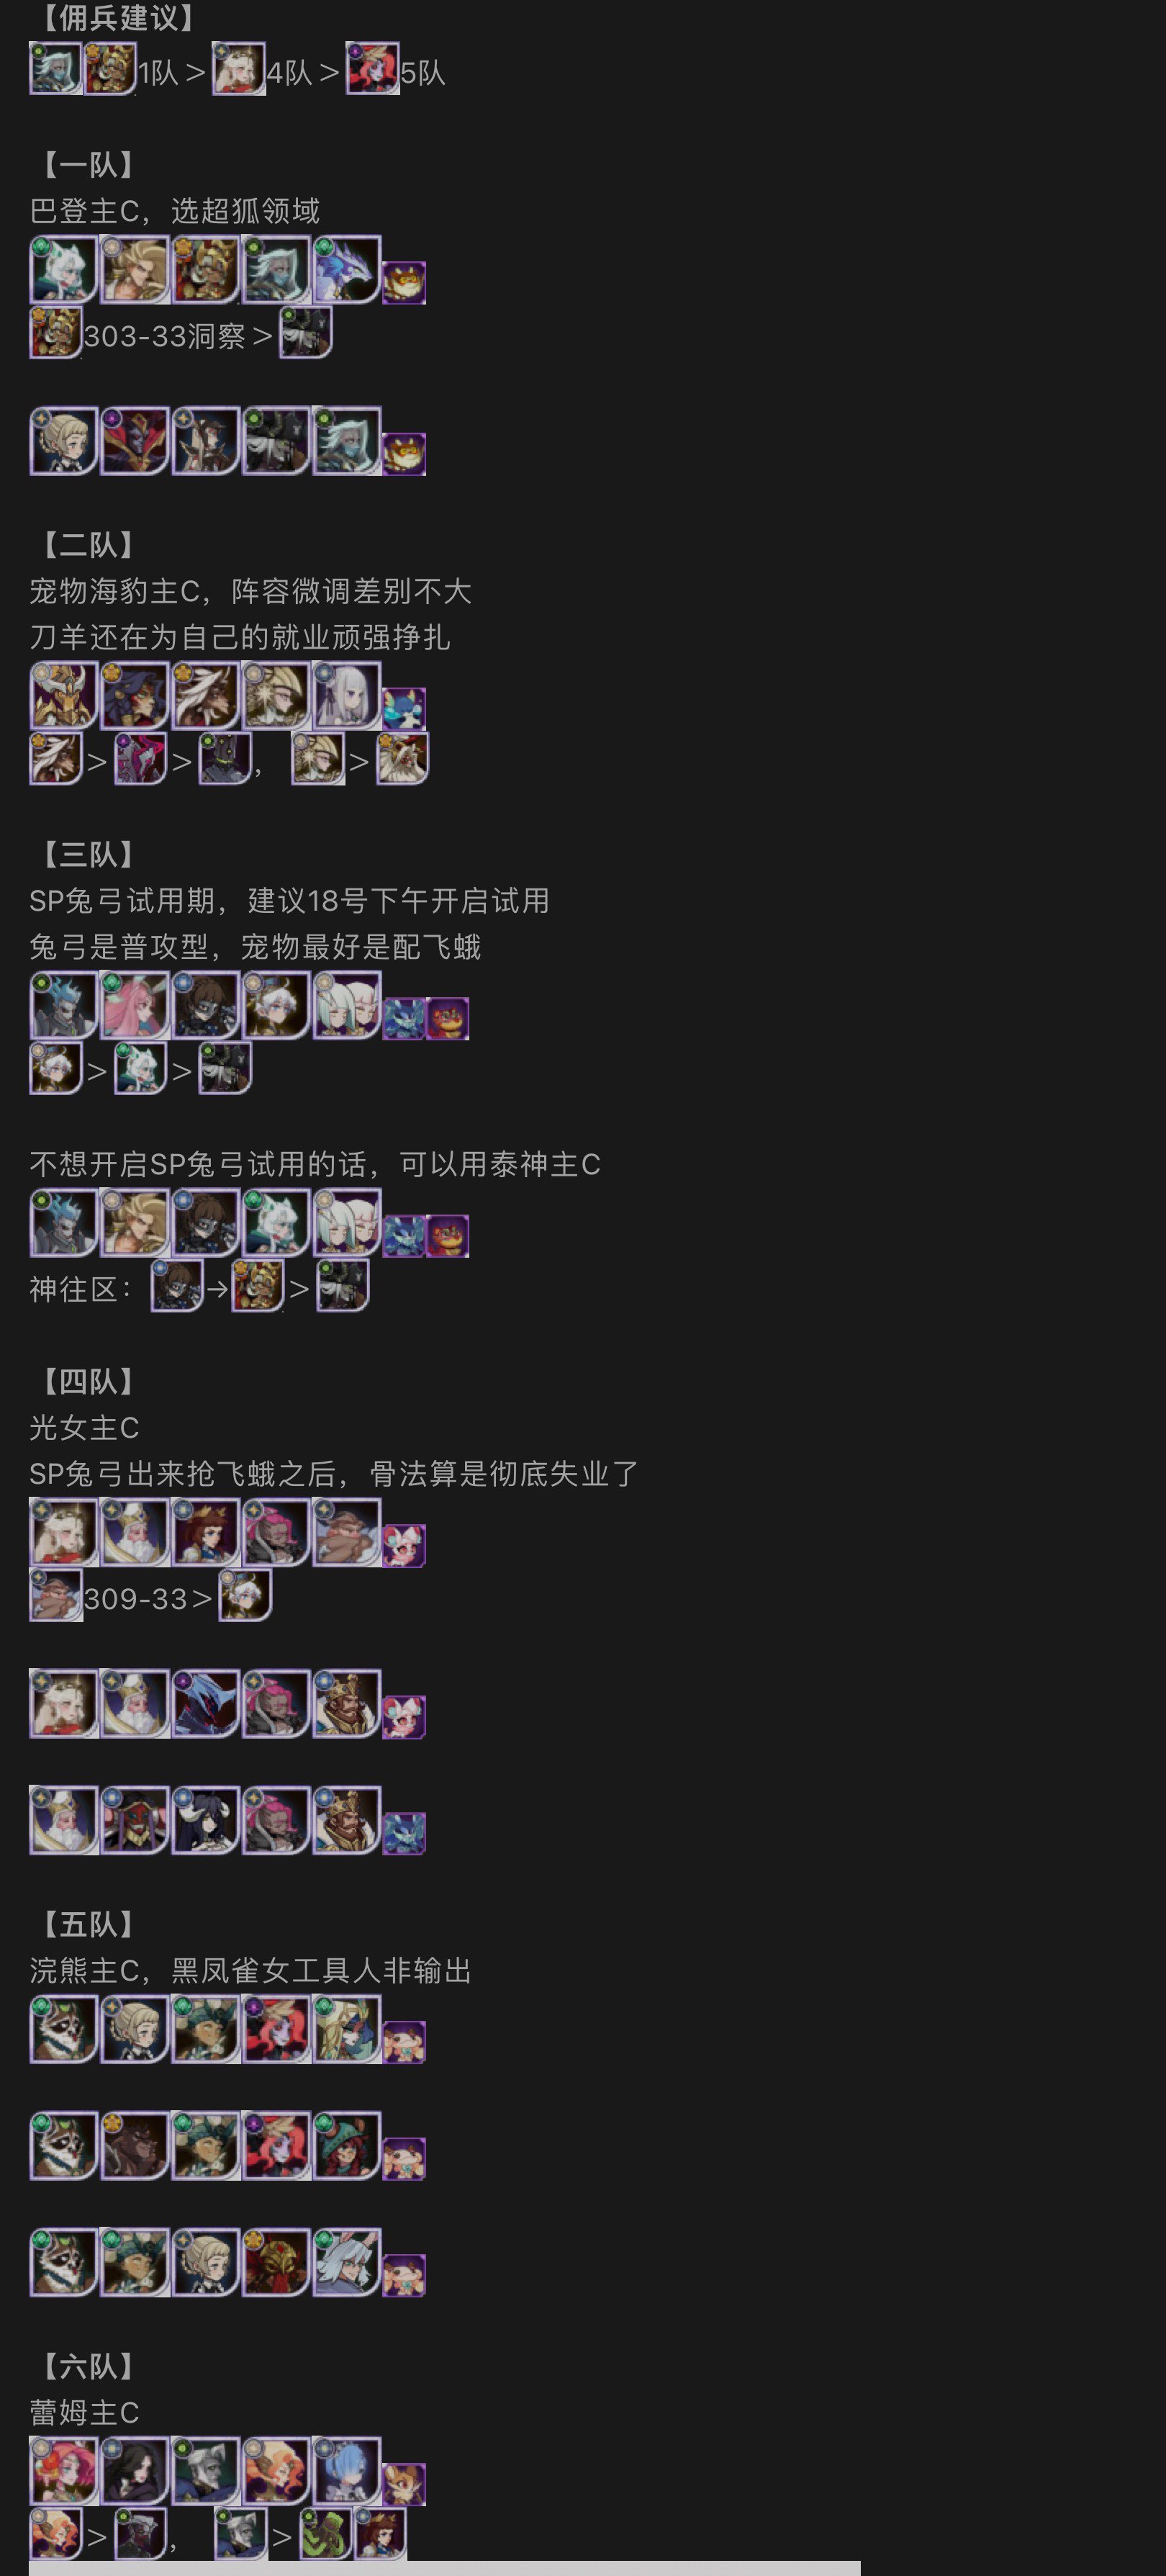 【佣兵建议】
1队＞4队＞5队
【一队】
巴登主C，选超狐领域
303-33洞察＞
【二队】
宠物海豹主C，阵容微调差别不大
刀羊还在为自己的就业顽强挣扎
＞＞，＞
【三队】
SP兔弓试用期，建议18号下午开启试用
兔弓是普攻型，宠物最好是配飞蛾
＞＞
不想开启SP兔弓试用的话，可以用泰神主C
神往区：→＞
【四队】
光女主C
SP兔弓出来抢飞蛾之后，骨法算是彻底失业了
309-33＞
【五队】
浣熊主C，黑凤雀女工具人非输出
【六队】
蕾姆主C
＞，＞